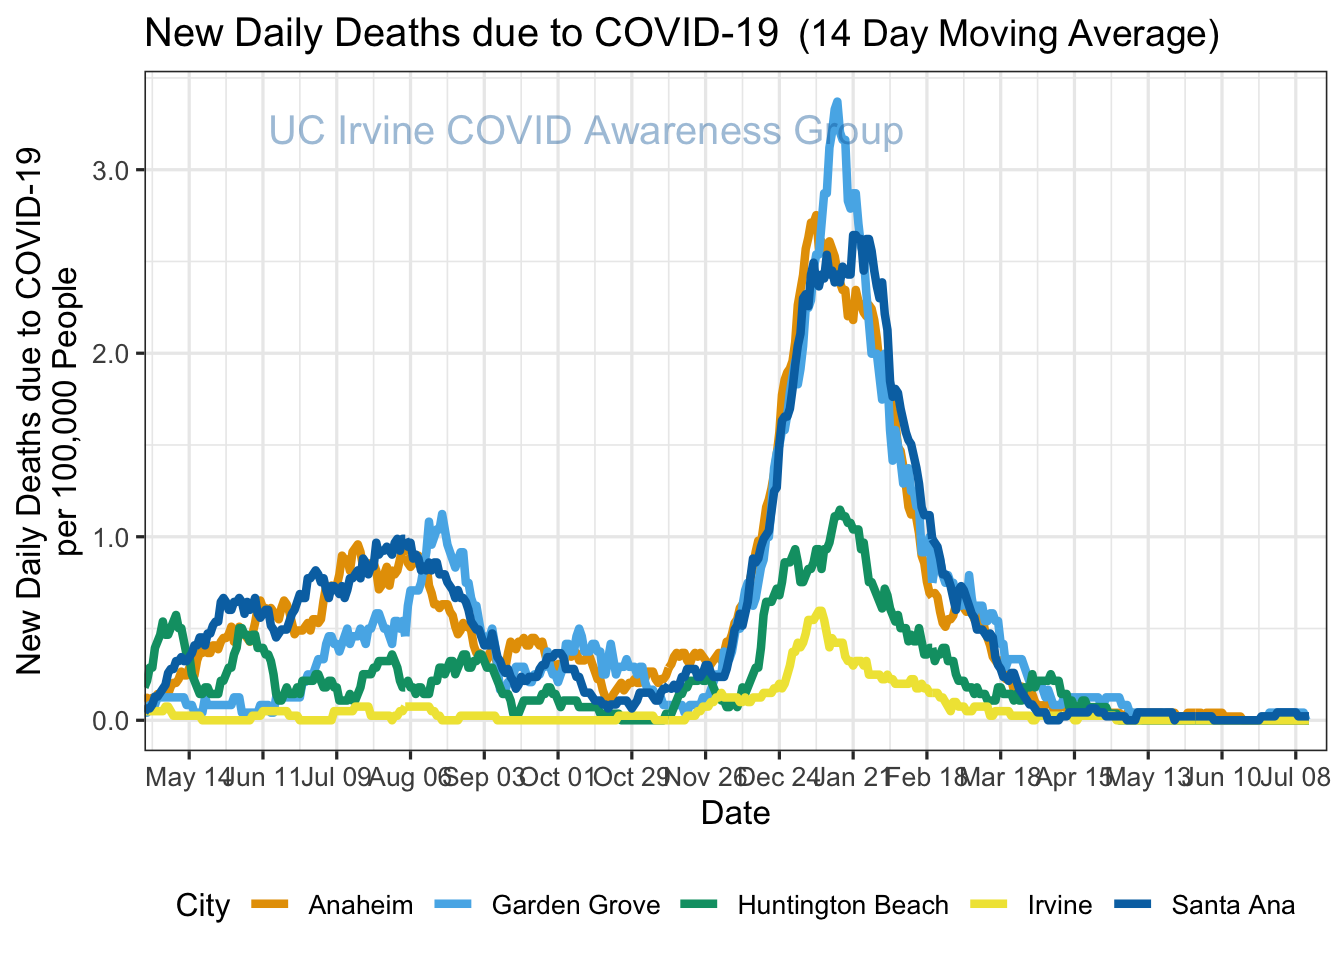 New Daily Deaths due to COVID-19 (14 Day Moving Average)
UC Irvine COVID Awareness Group
New Daily Deaths due to COVID-19
per 100,000 People
3.0
2.0
1.0
0.0
May 14 Jun 11 Jul 09 Aug 06 Sep 03 Oct 01 Oct 29 Nov 26 Dec 24 Jan 21 Feb 18 Mar 18 Apr 15 May 13 Jun 10 Jul 08
Date
City Anaheim Garden Grove Huntington Beach Irvine Santa Ana